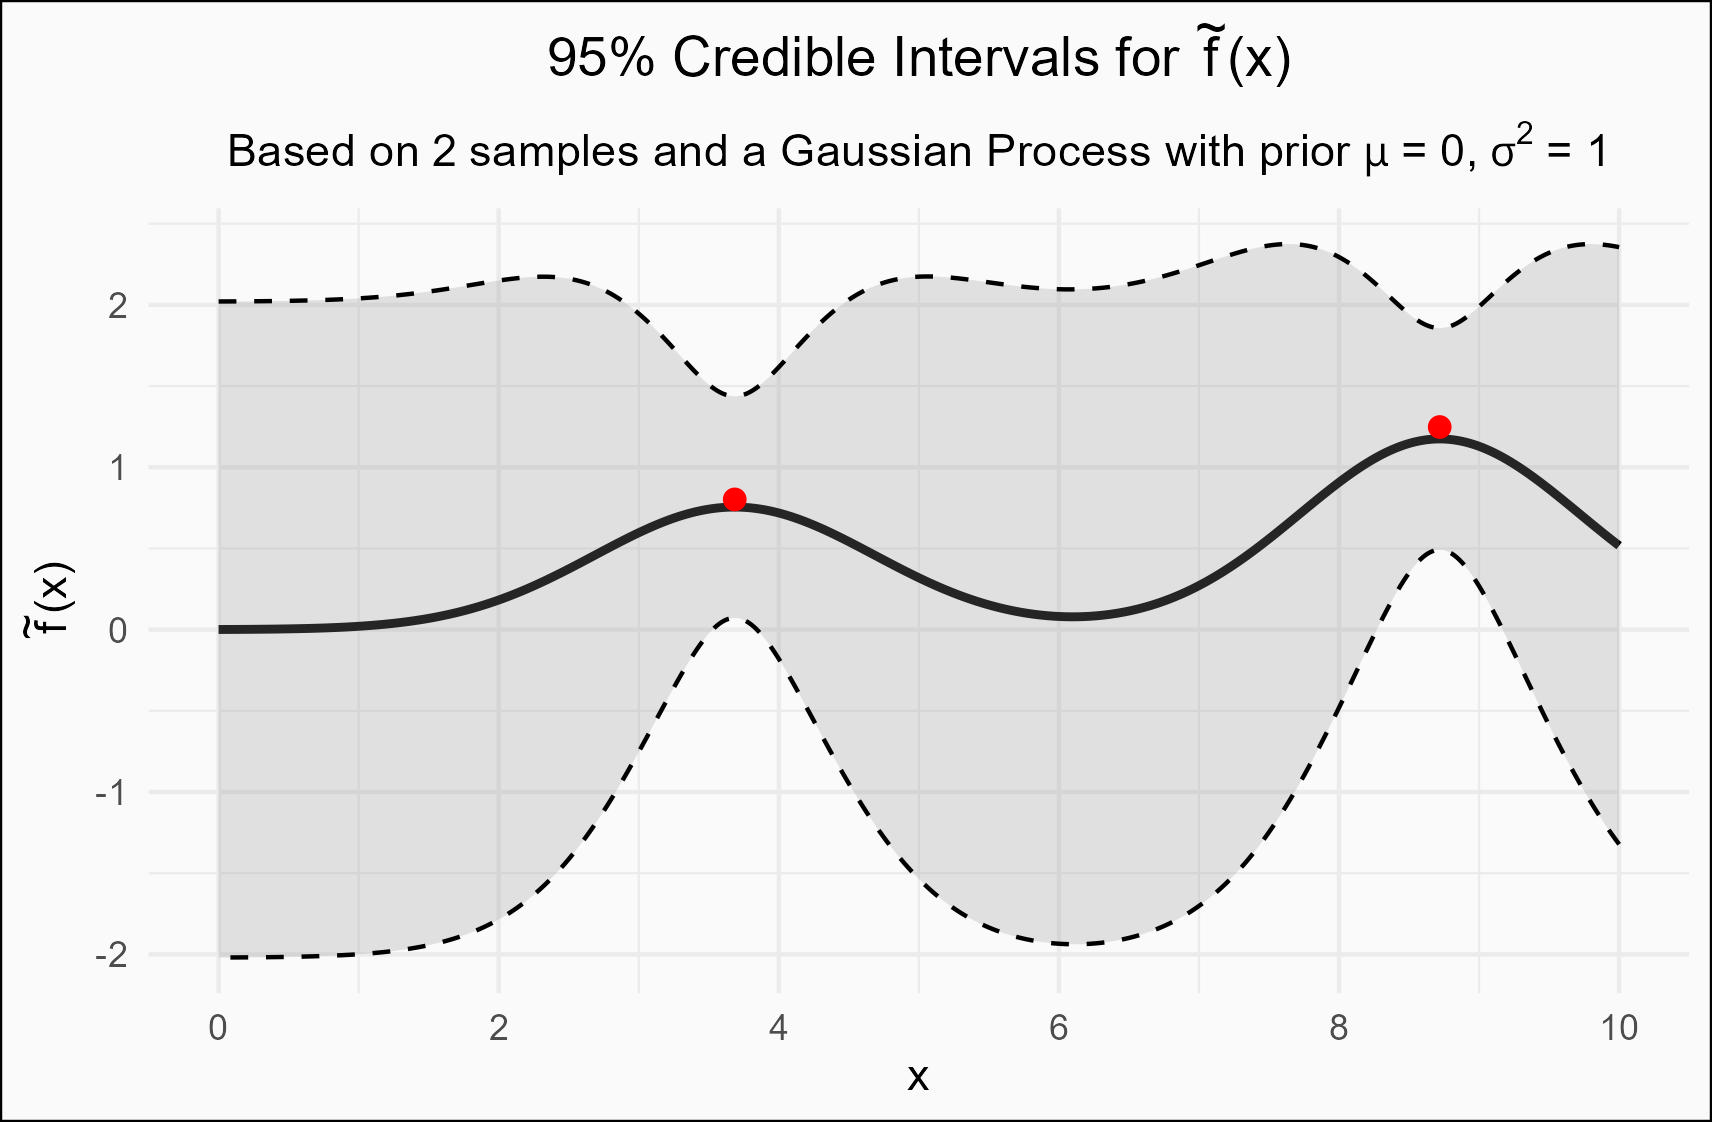 95% Credible Intervals for f̃(x)
Based on 2 samples and a Gaussian Process with prior μ = 0, σ² = 1
f̃(x)
2
1
0
-1
-2
0 2 4 6 8 10
x